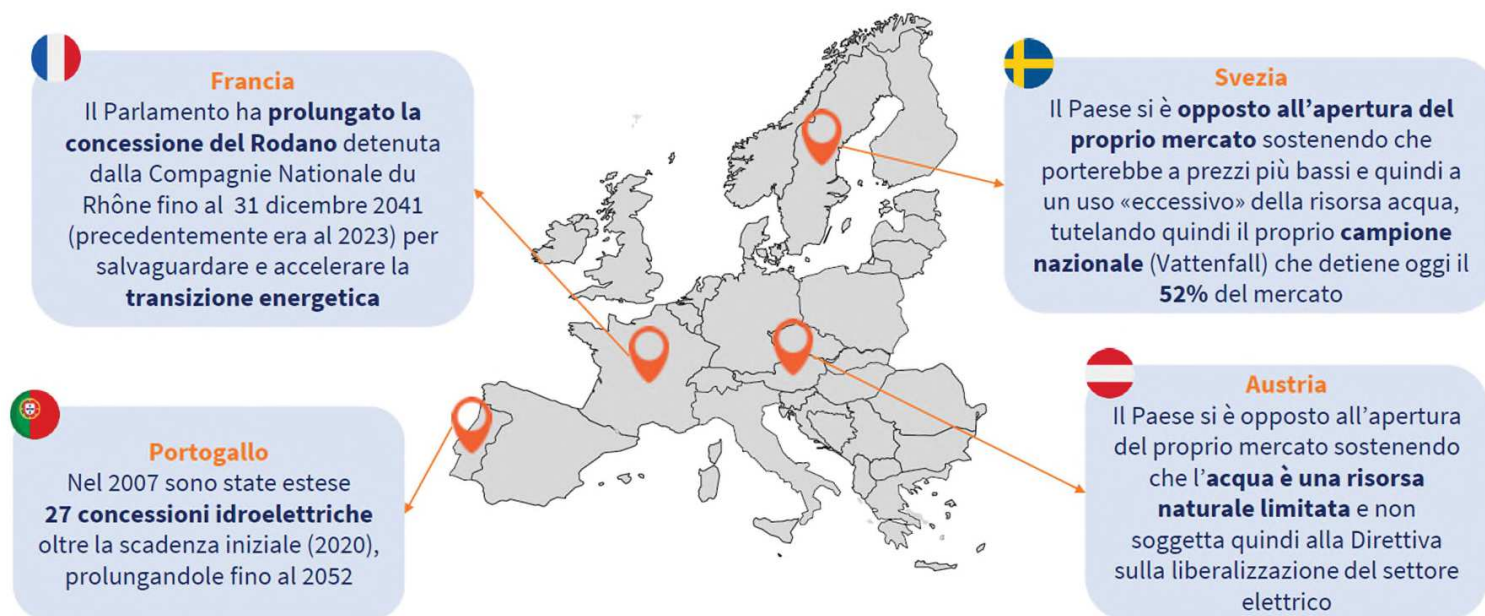 Francia
Il Parlamento ha prolungato la
concessione del Rodano detenuta
dalla Compagnie Nationale du
Rhône fino al 31 dicembre 2041
(precedentemente era al 2023) per
salvaguardare e accelerare la
transizione energetica
Svezia
Il Paese si è opposto all’apertura del
proprio mercato sostenendo che
porterebbe a prezzi più bassi e quindi a
un uso «eccessivo» della risorsa acqua,
tutelando quindi il proprio campione
nazionale (Vattenfall) che detiene oggi il
52% del mercato
Portogallo
Nel 2007 sono state estese
27 concessioni idroelettriche
oltre la scadenza iniziale (2020),
prolungandole fino al 2052
Austria
Il Paese si è opposto all’apertura
del proprio mercato sostenendo
che l’acqua è una risorsa
naturale limitata e non
soggetta quindi alla Direttiva
sulla liberalizzazione del settore
elettrico